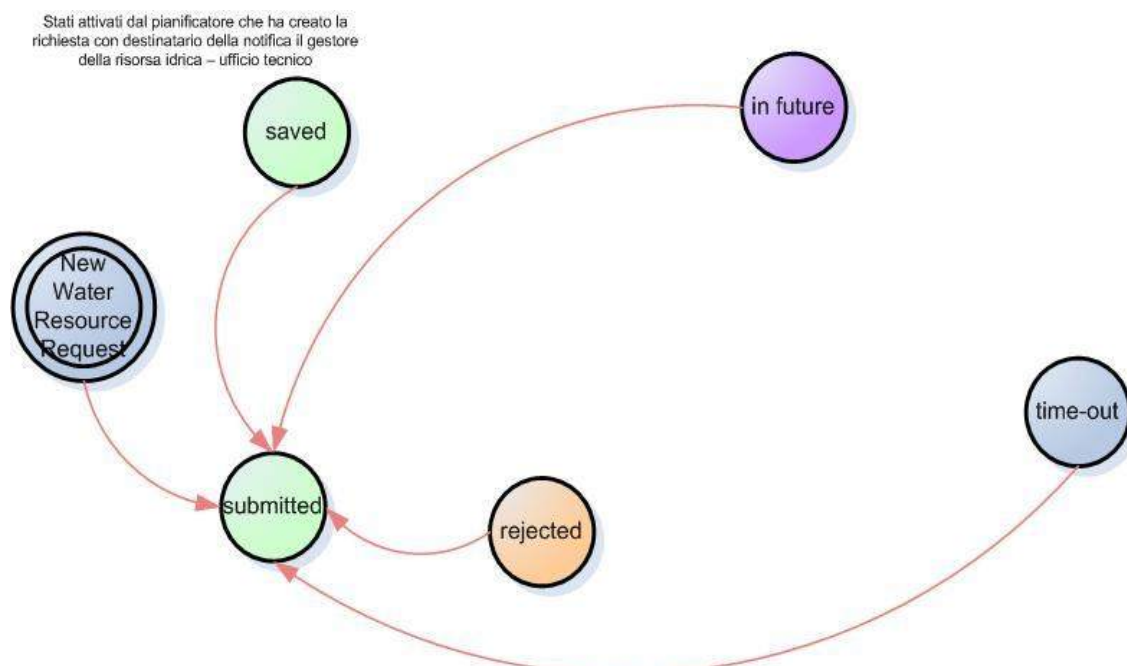 Stati attivati dal pianificatore che ha creato la
richiesta con destinatario della notifica il gestore
della risorsa idrica – ufficio tecnico
saved
in future
New
Water
Resource
Request
time-out
submitted
rejected